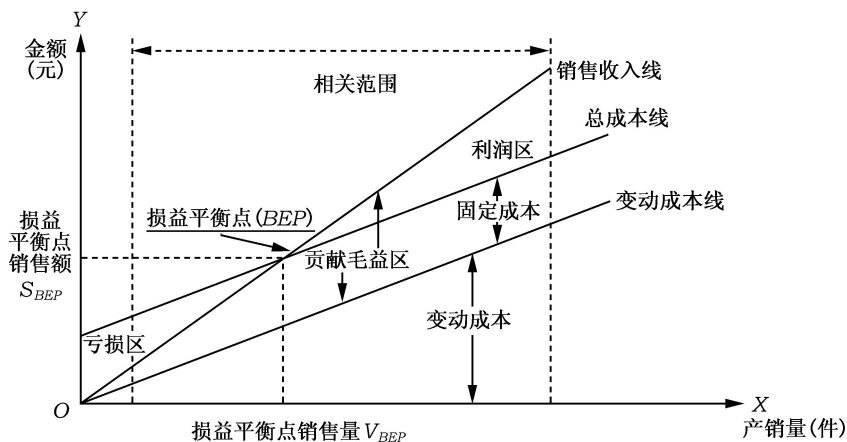 Y
金额
(元)
相关范围
销售收入线
总成本线
利润区
变动成本线
损益平衡点(BEP)
固定成本
损益
平衡点
销售额
S_BEP
贡献毛益区
变动成本
亏损区
O
X
损益平衡点销售量V_BEP
产销量(件)